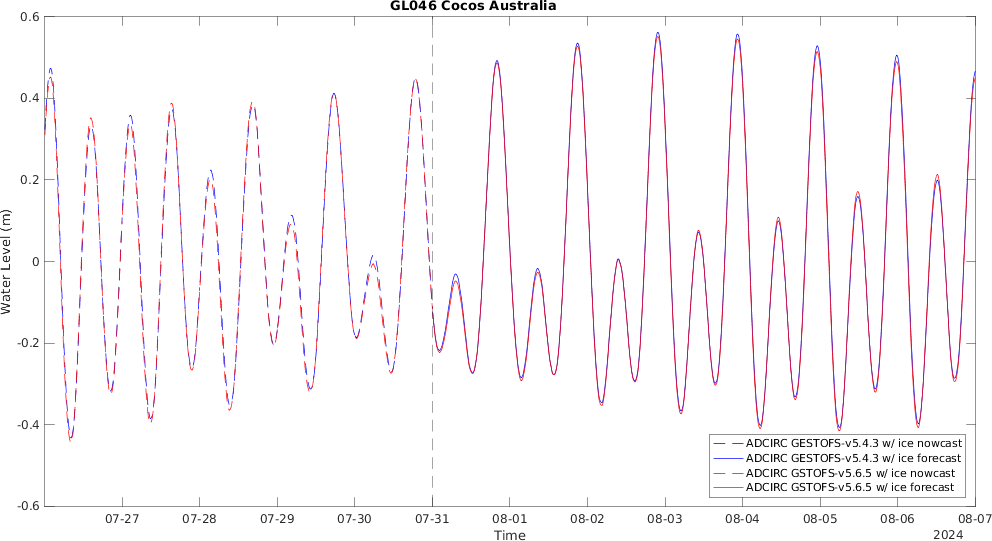 GL046 Cocos Australia
0.6
0.4
0.2
0
-0.2
-0.4
-0.6
Water Level (m)
ADCIRC GESTOFS-v5.4.3 w/ ice nowcast
ADCIRC GESTOFS-v5.4.3 w/ ice forecast
ADCIRC GSTOFS-v5.6.5 w/ ice nowcast
ADCIRC GSTOFS-v5.6.5 w/ ice forecast
07-27 07-28 07-29 07-30 07-31 08-01 08-02 08-03 08-04 08-05 08-06 08-07
Time
2024